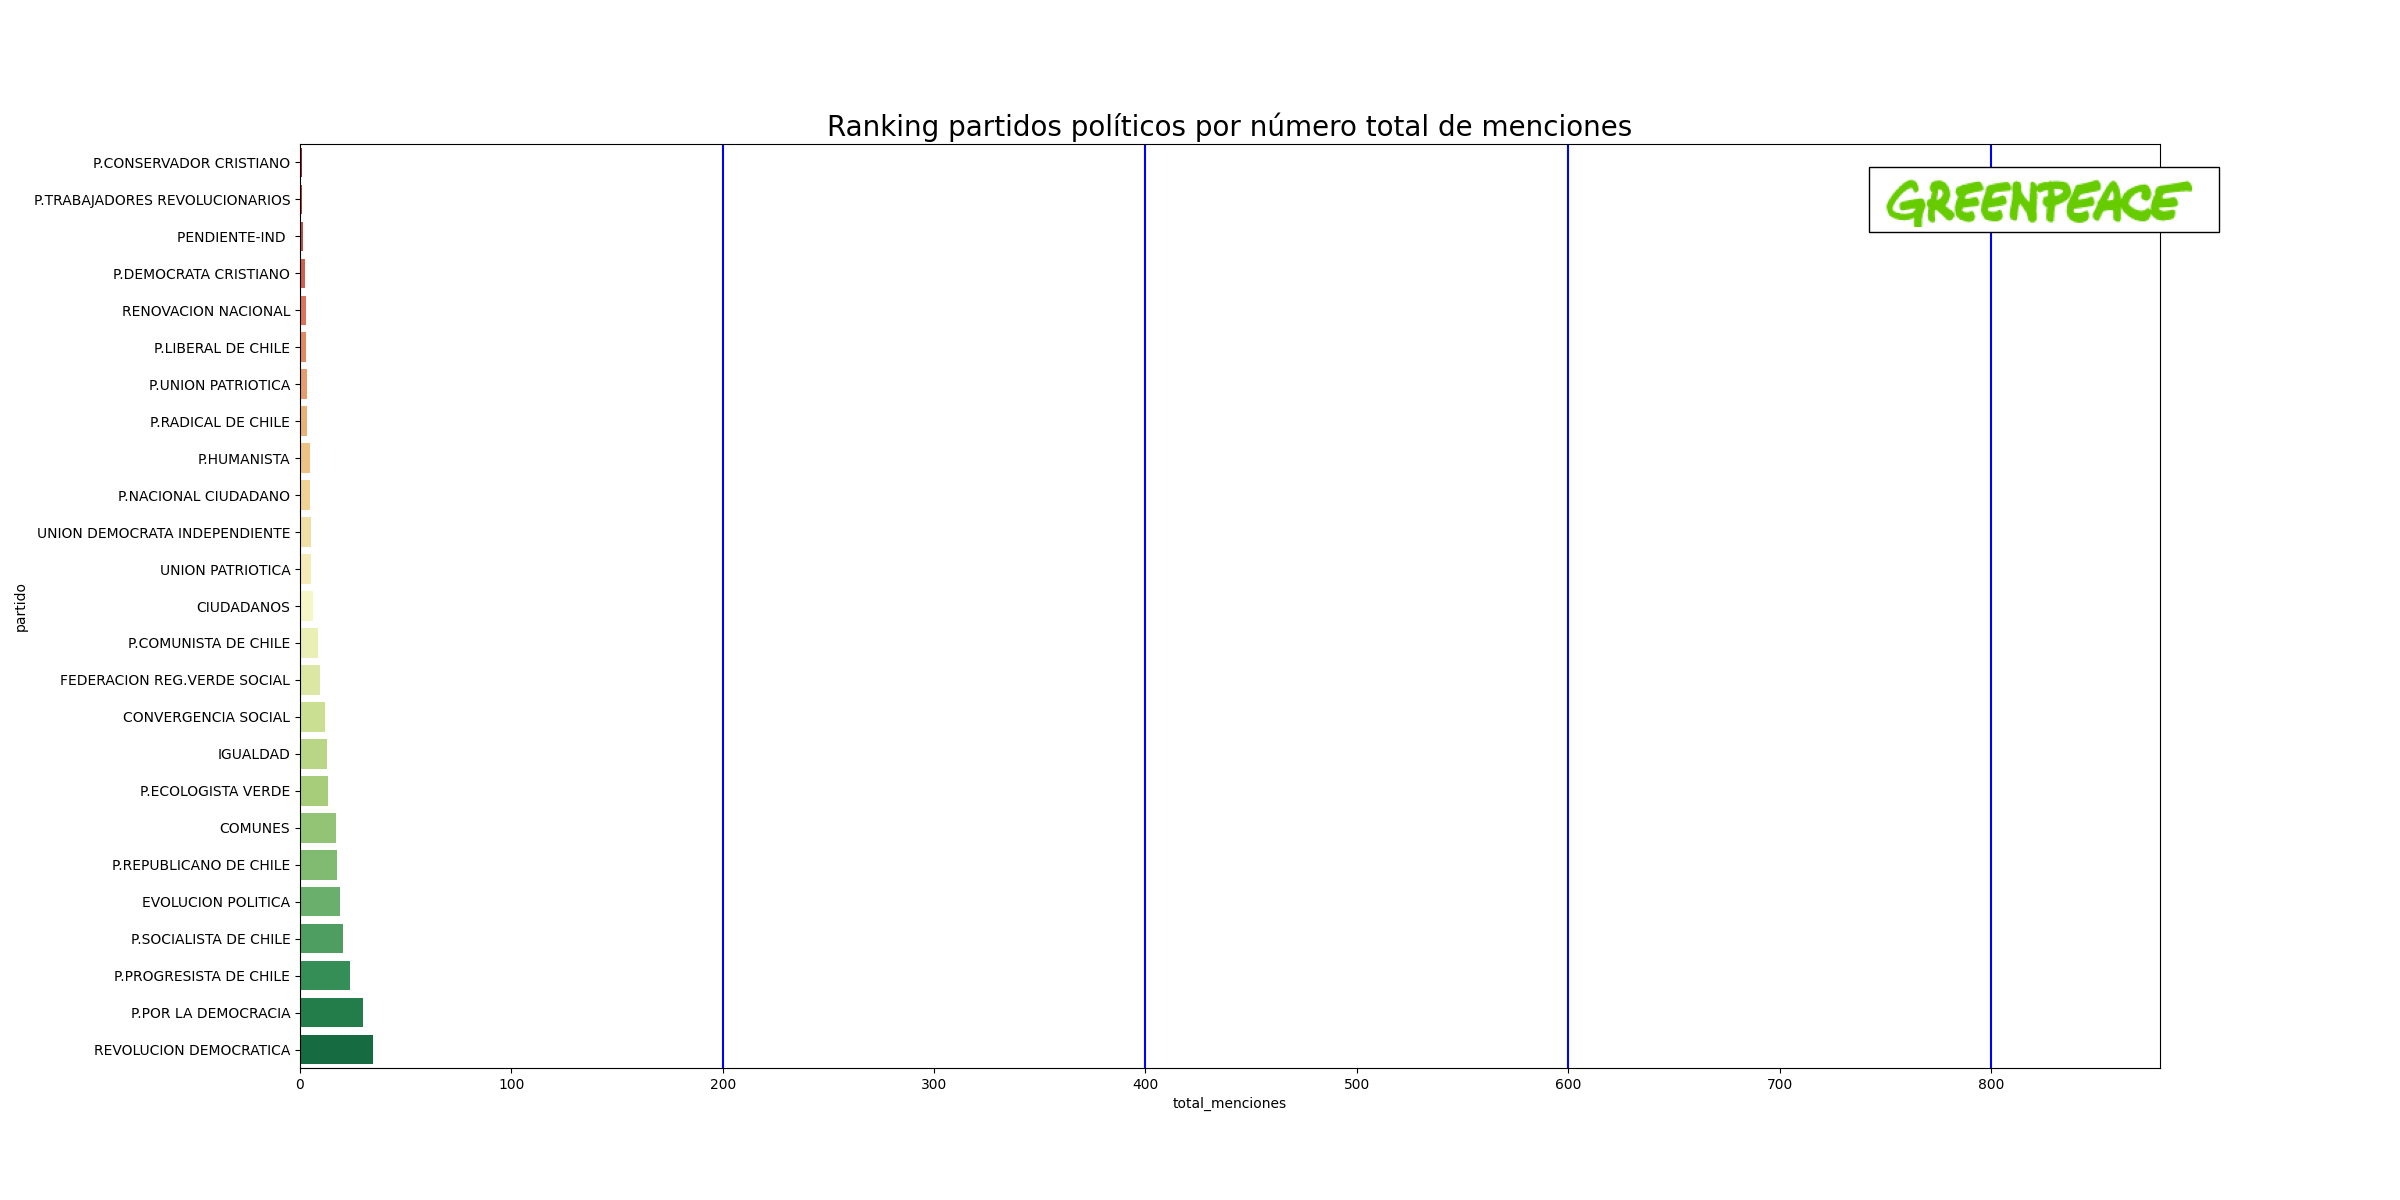 Ranking partidos políticos por número total de menciones
GREENPEACE
P.CONSERVADOR CRISTIANO
P.TRABAJADORES REVOLUCIONARIOS
PENDIENTE-IND
P.DEMOCRATA CRISTIANO
RENOVACION NACIONAL
P.LIBERAL DE CHILE
P.UNION PATRIOTICA
P.RADICAL DE CHILE
P.HUMANISTA
P.NACIONAL CIUDADANO
UNION DEMOCRATA INDEPENDIENTE
UNION PATRIOTICA
CIUDADANOS
P.COMUNISTA DE CHILE
FEDERACION REG.VERDE SOCIAL
CONVERGENCIA SOCIAL
IGUALDAD
P.ECOLOGISTA VERDE
COMUNES
P.REPUBLICANO DE CHILE
EVOLUCION POLITICA
P.SOCIALISTA DE CHILE
P.PROGRESISTA DE CHILE
P.POR LA DEMOCRACIA
REVOLUCION DEMOCRATICA
partido
0 100 200 300 400 500 600 700 800
total_menciones